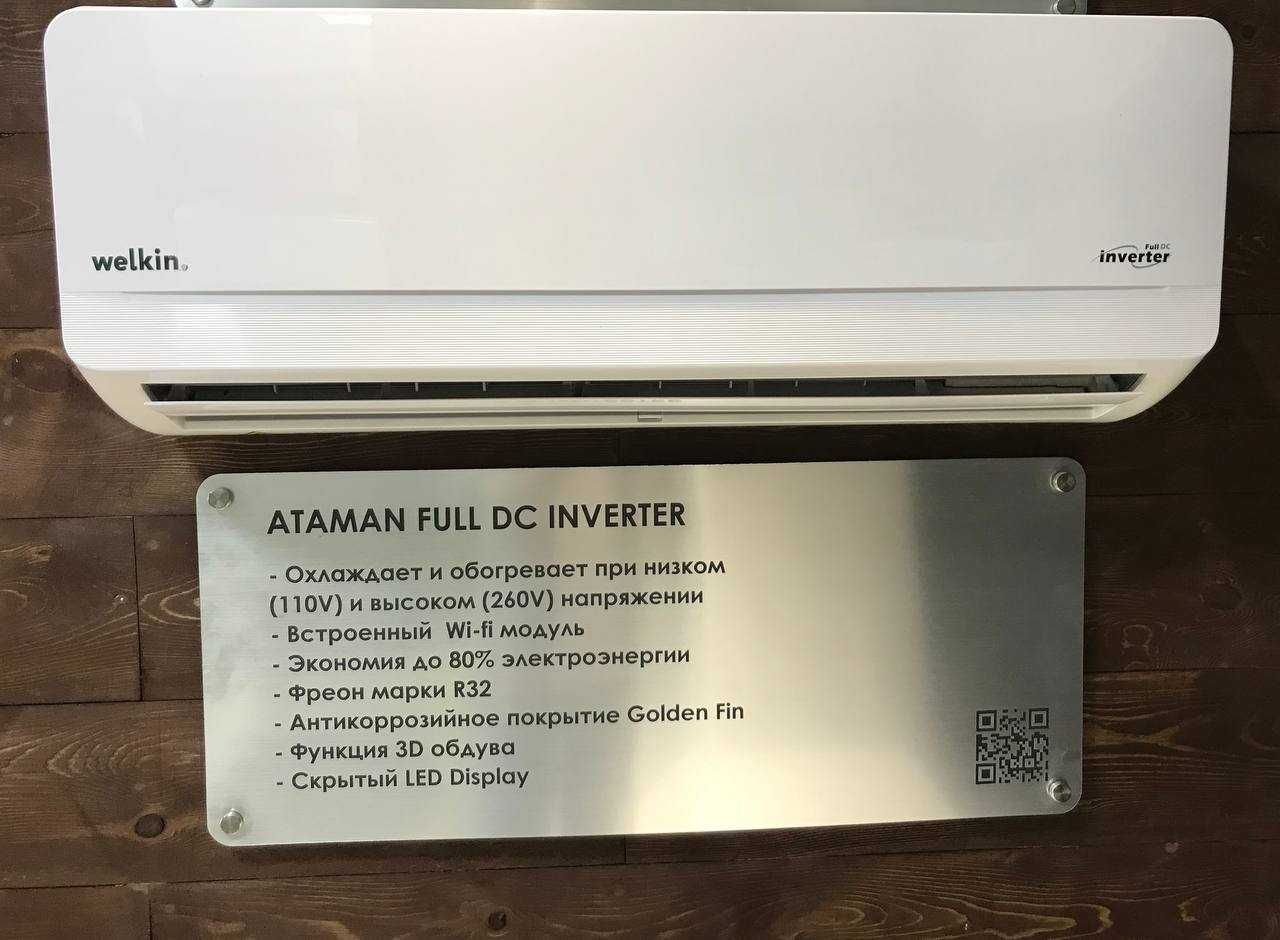 welkin
Full DC
inverter
ATAMAN FULL DC INVERTER
- Охлаждает и обогревает при низком
(110V) и высоком (260V) напряжении
- Встроенный Wi-fi модуль
- Экономия до 80% электроэнергии
- Фреон марки R32
- Антикоррозийное покрытие Golden Fin
- Функция 3D обдува
- Скрытый LED Display